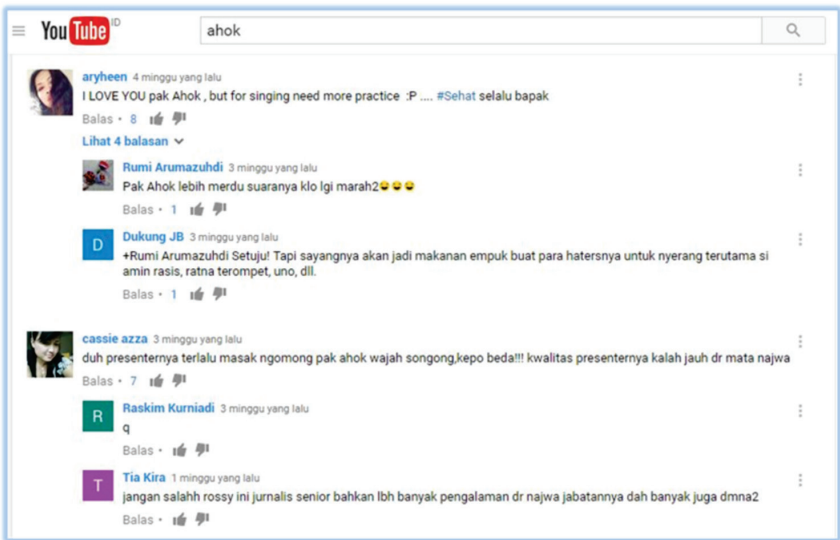 YouTube ID
ahok
aryheen 4 minggu yang lalu
I LOVE YOU pak Ahok , but for singing need more practice :P .... #Sehat selalu bapak
Balas • 8
Lihat 4 balasan
Rumi Arumazuhdi 3 minggu yang lalu
Pak Ahok lebih merdu suaranya klo lgi marah2😄😄😄
Balas • 1
D
Dukung JB 3 minggu yang lalu
+Rumi Arumazuhdi Setuju! Tapi sayangnya akan jadi makanan empuk buat para hatersnya untuk nyerang terutama si
amin rasis, ratna terompet, uno, dll.
Balas • 1
cassie azza 3 minggu yang lalu
duh presenternya terlalu masak ngomong pak ahok wajah songong,kepo beda!!! kwalitas presenternya kalah jauh dr mata najwa
Balas • 7
R
Raskim Kurniadi 3 minggu yang lalu
q
Balas •
T
Tia Kira 1 minggu yang lalu
jangan salahh rossy ini jurnalis senior bahkan lbh banyak pengalaman dr najwa jabatannya dah banyak juga dmna2
Balas •